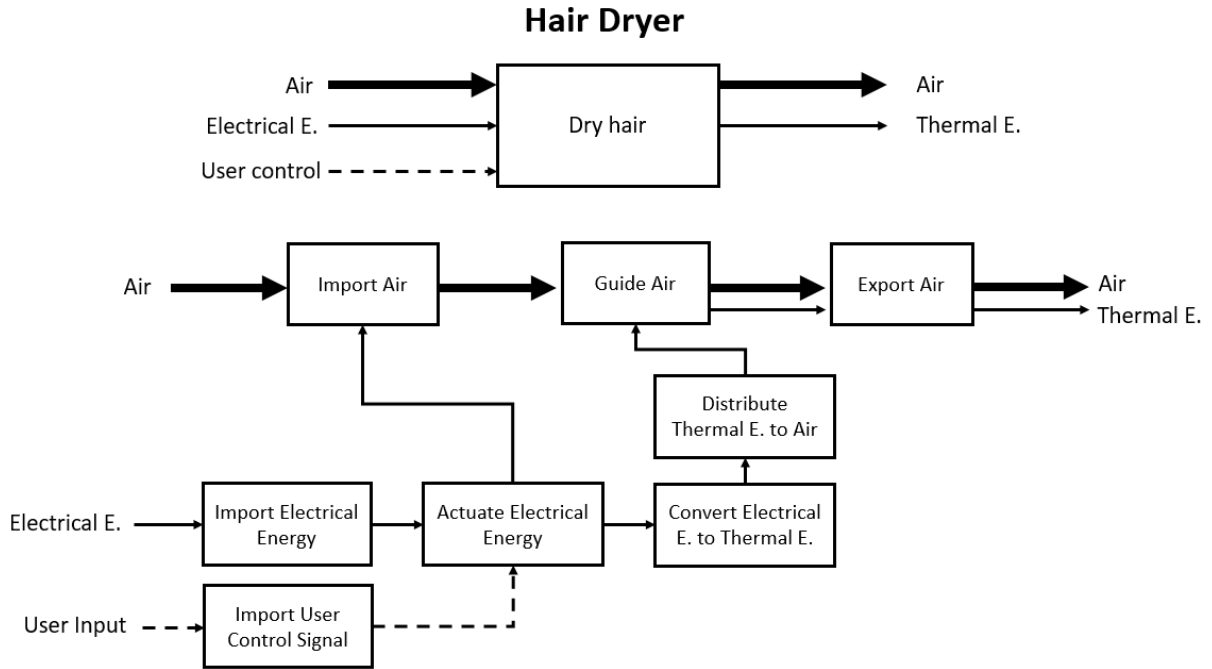 Hair Dryer
Air
Electrical E.
User control
Dry hair
Air
Thermal E.
Air
Import Air
Guide Air
Export Air
Air
Thermal E.
Distribute
Thermal E. to Air
Electrical E.
Import Electrical
Energy
Actuate Electrical
Energy
Convert Electrical
E. to Thermal E.
User Input
Import User
Control Signal